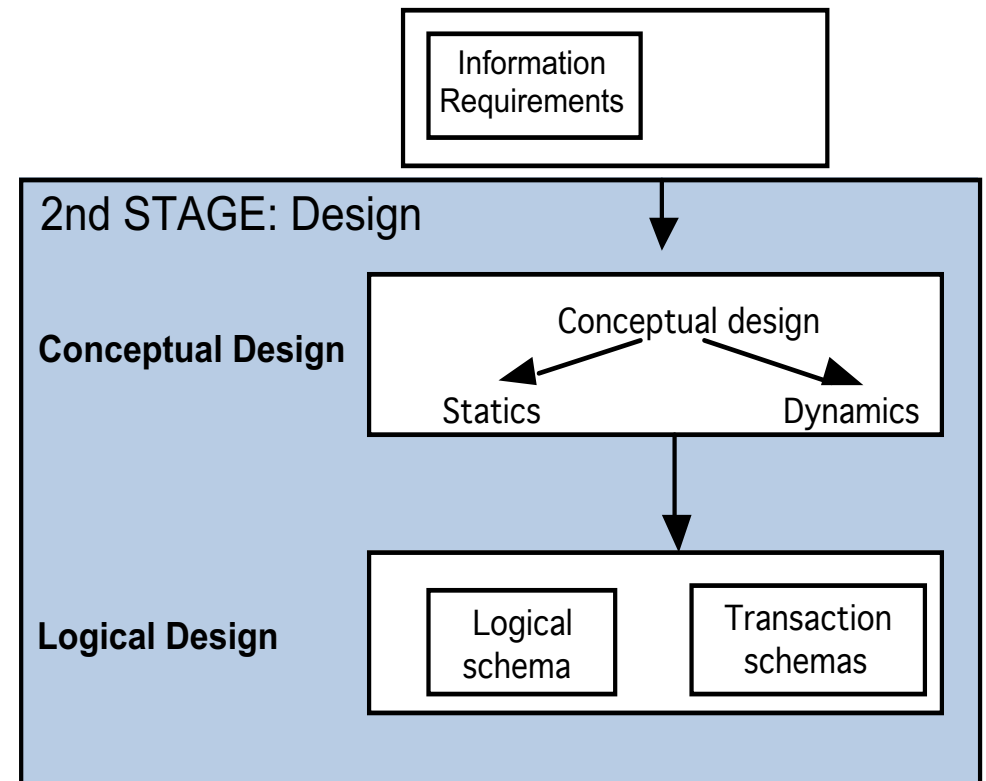 Information
Requirements
2nd STAGE: Design
Conceptual Design
Conceptual design
Statics
Dynamics
Logical Design
Logical
schema
Transaction
schemas